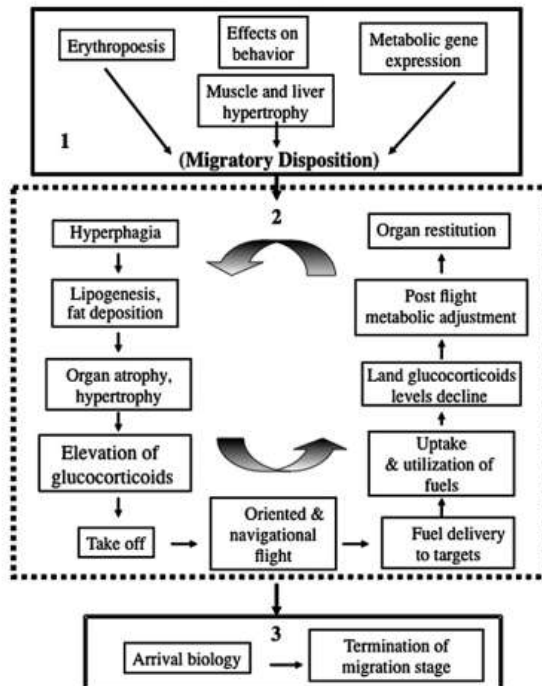 Erythropoesis
Effects on
behavior
Metabolic gene
expression
Muscle and liver
hypertrophy
1
(Migratory Disposition)
2
Hyperphagia
Lipogenesis,
fat deposition
Organ atrophy,
hypertrophy
Elevation of
glucocorticoids
Take off
Oriented &
navigational
flight
Fuel delivery
to targets
Uptake
& utilization of
fuels
Land glucocorticoids
levels decline
Post flight
metabolic adjustment
Organ restitution
3
Arrival biology
Termination of
migration stage